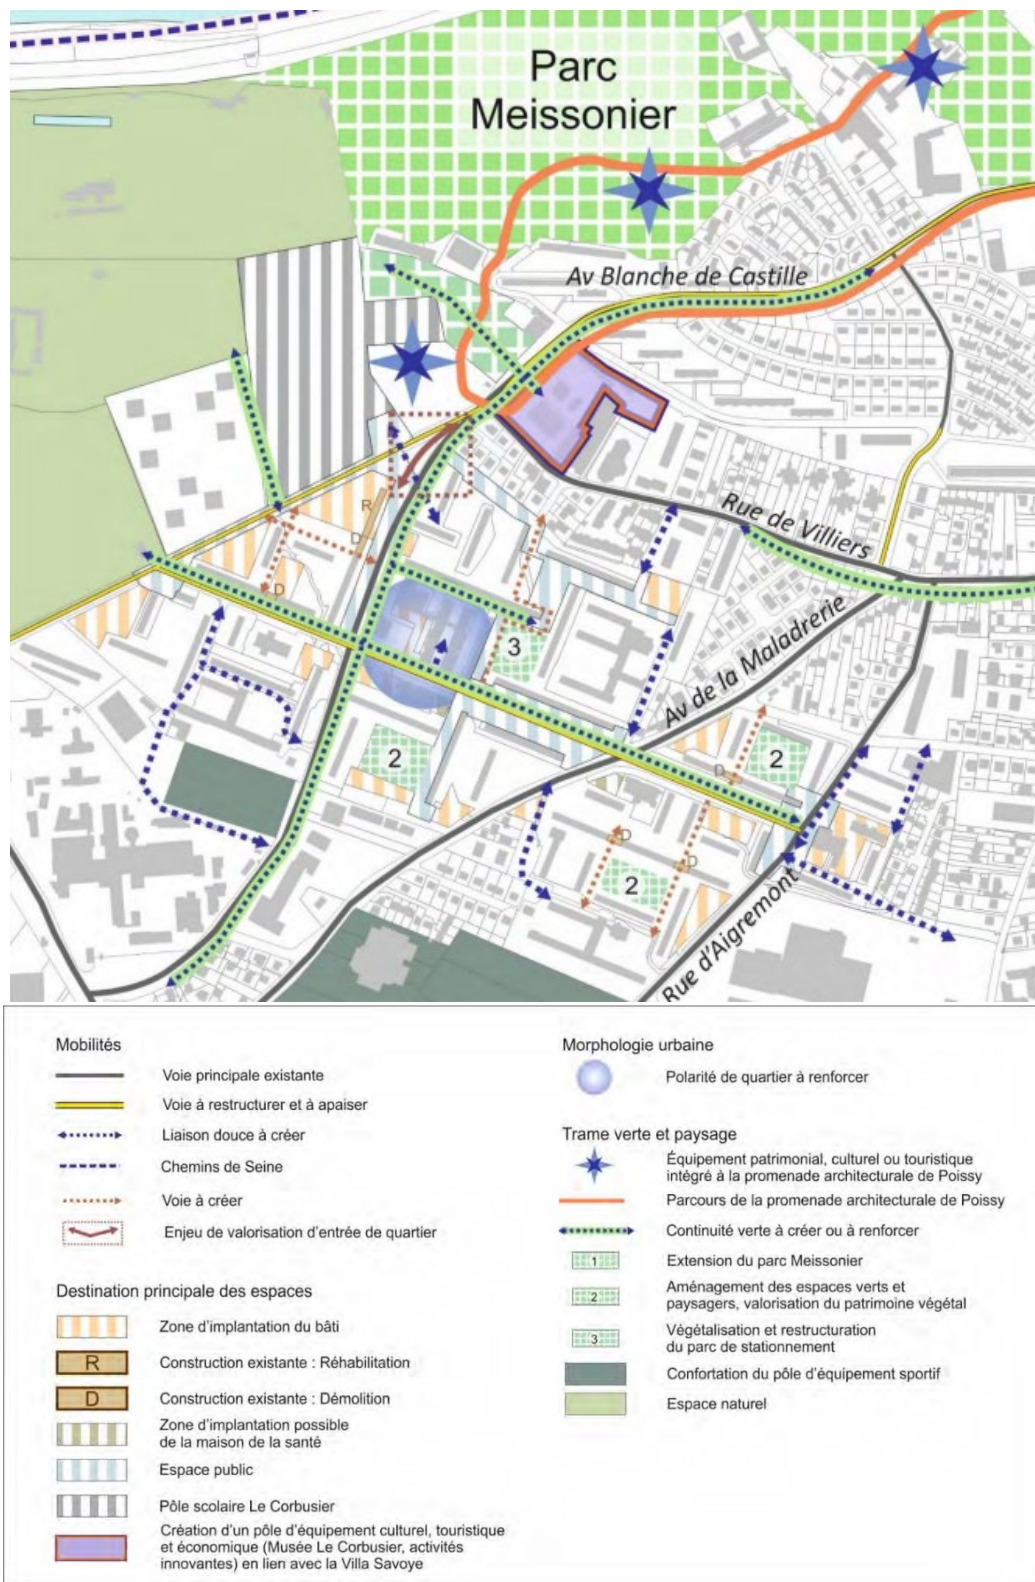 Parc
Meissonier
Av Blanche de Castille
Rue de Villiers
Av de la Maladrerie
Rue d'Aigremont
R
D
D
3
2
2
D
D
D
2
Mobilités
Voie principale existante
Voie à restructurer et à apaiser
Liaison douce à créer
Chemins de Seine
Voie à créer
Enjeu de valorisation d'entrée de quartier
Destination principale des espaces
Zone d'implantation du bâti
R
Construction existante : Réhabilitation
D
Construction existante : Démolition
Zone d'implantation possible
de la maison de la santé
Espace public
Pôle scolaire Le Corbusier
Création d'un pôle d'équipement culturel, touristique
et économique (Musée Le Corbusier, activités
innovantes) en lien avec la Villa Savoye
Morphologie urbaine
Polarité de quartier à renforcer
Trame verte et paysage
Équipement patrimonial, culturel ou touristique
intégré à la promenade architecturale de Poissy
Parcours de la promenade architecturale de Poissy
Continuité verte à créer ou à renforcer
1
Extension du parc Meissonier
2
Aménagement des espaces verts et
paysagers, valorisation du patrimoine végétal
3
Végétalisation et restructuration
du parc de stationnement
Confortation du pôle d'équipement sportif
Espace naturel